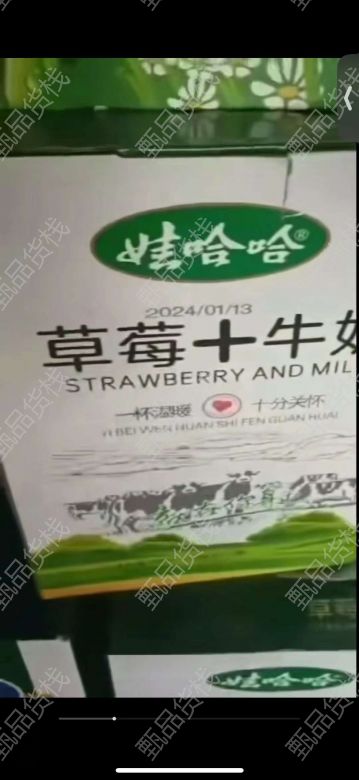 娃哈哈®
2024/01/13
草莓+牛奶
STRAWBERRY AND MIL
一杯温暖 十分关怀
YI BEI WEN NUAN SHI FEN GUAN HUAI
娃哈哈
甄品货栈